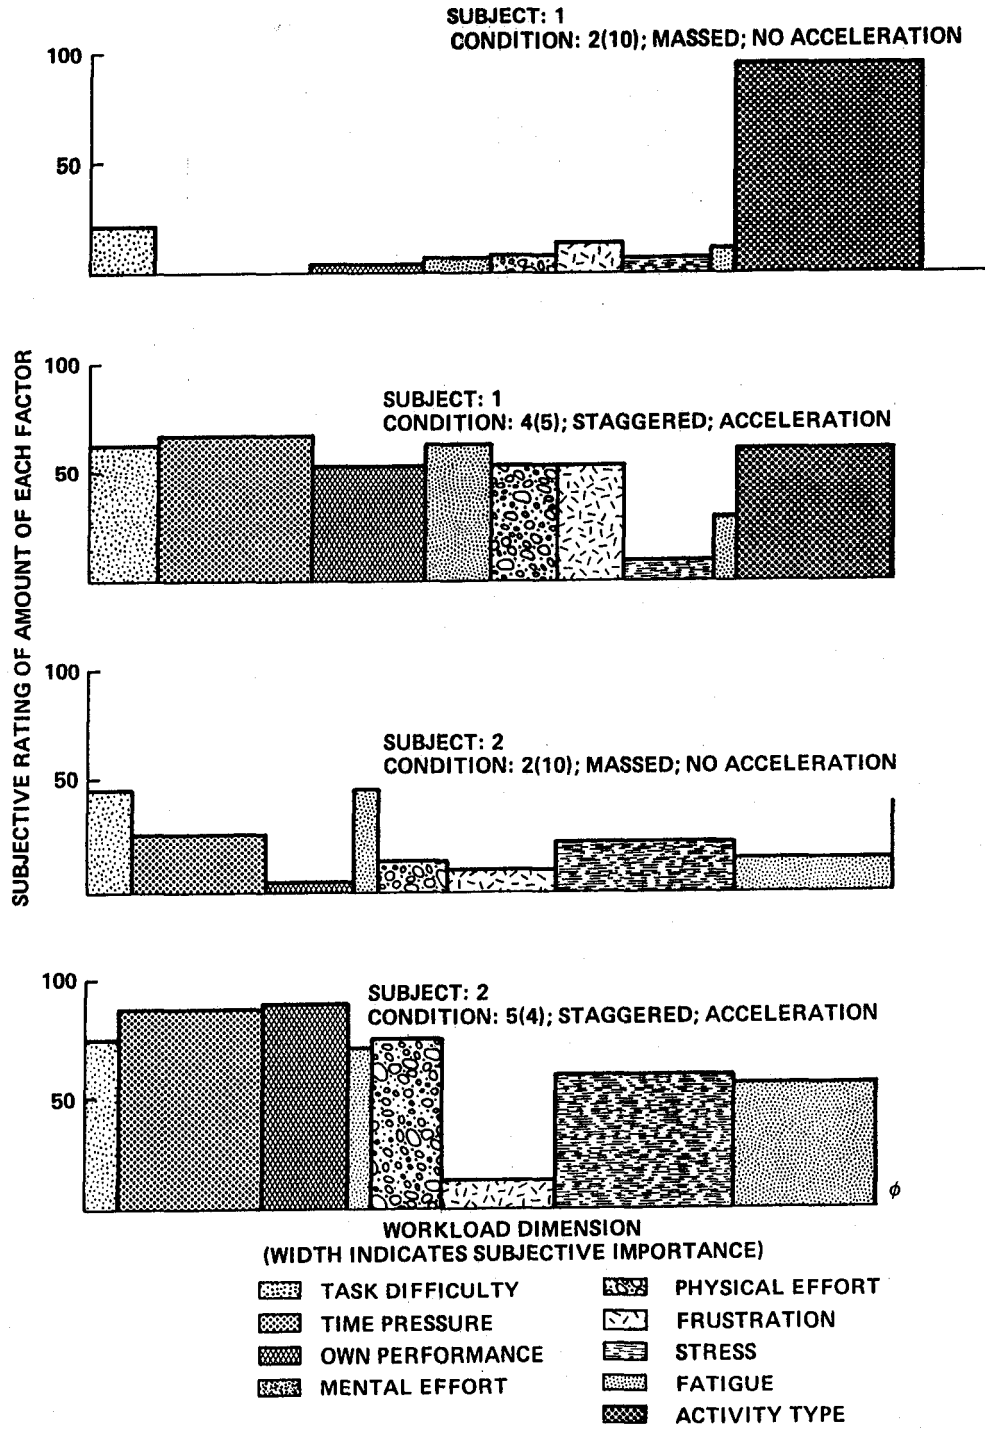 SUBJECT: 1
CONDITION: 2(10); MASSED; NO ACCELERATION
100
50
SUBJECTIVE RATING OF AMOUNT OF EACH FACTOR
100
SUBJECT: 1
CONDITION: 4(5); STAGGERED; ACCELERATION
50
100
SUBJECT: 2
CONDITION: 2(10); MASSED; NO ACCELERATION
50
100
SUBJECT: 2
CONDITION: 5(4); STAGGERED; ACCELERATION
50
ϕ
WORKLOAD DIMENSION
(WIDTH INDICATES SUBJECTIVE IMPORTANCE)
TASK DIFFICULTY
TIME PRESSURE
OWN PERFORMANCE
MENTAL EFFORT
PHYSICAL EFFORT
FRUSTRATION
STRESS
FATIGUE
ACTIVITY TYPE